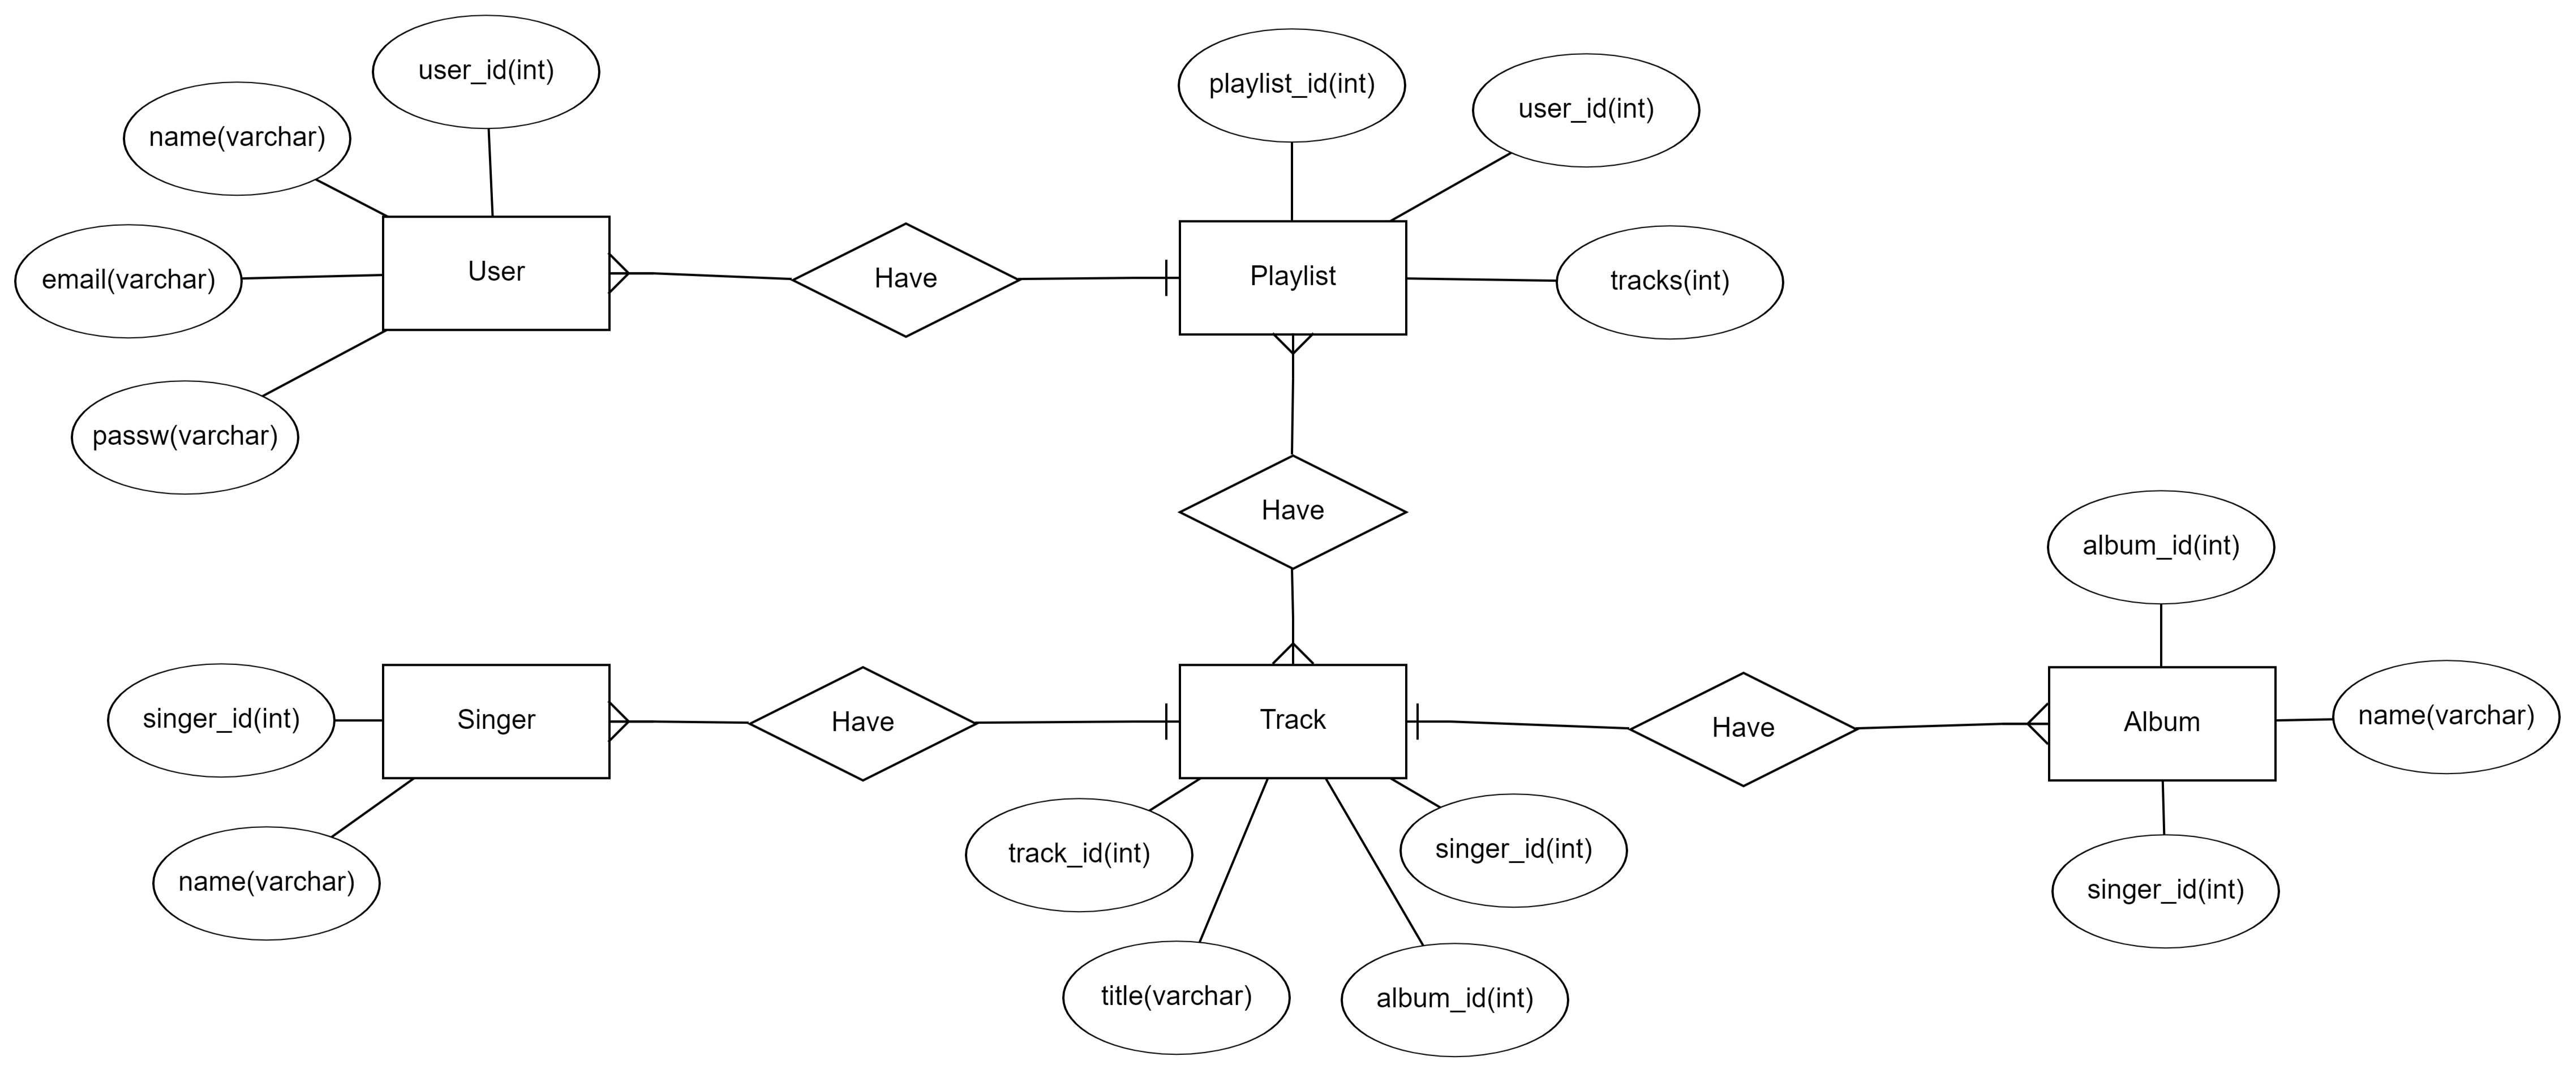 user_id(int)
name(varchar)
email(varchar)
passw(varchar)
User
Have
playlist_id(int)
user_id(int)
tracks(int)
Playlist
Have
singer_id(int)
name(varchar)
Singer
Have
Track
track_id(int)
title(varchar)
album_id(int)
singer_id(int)
Have
album_id(int)
Album
name(varchar)
singer_id(int)